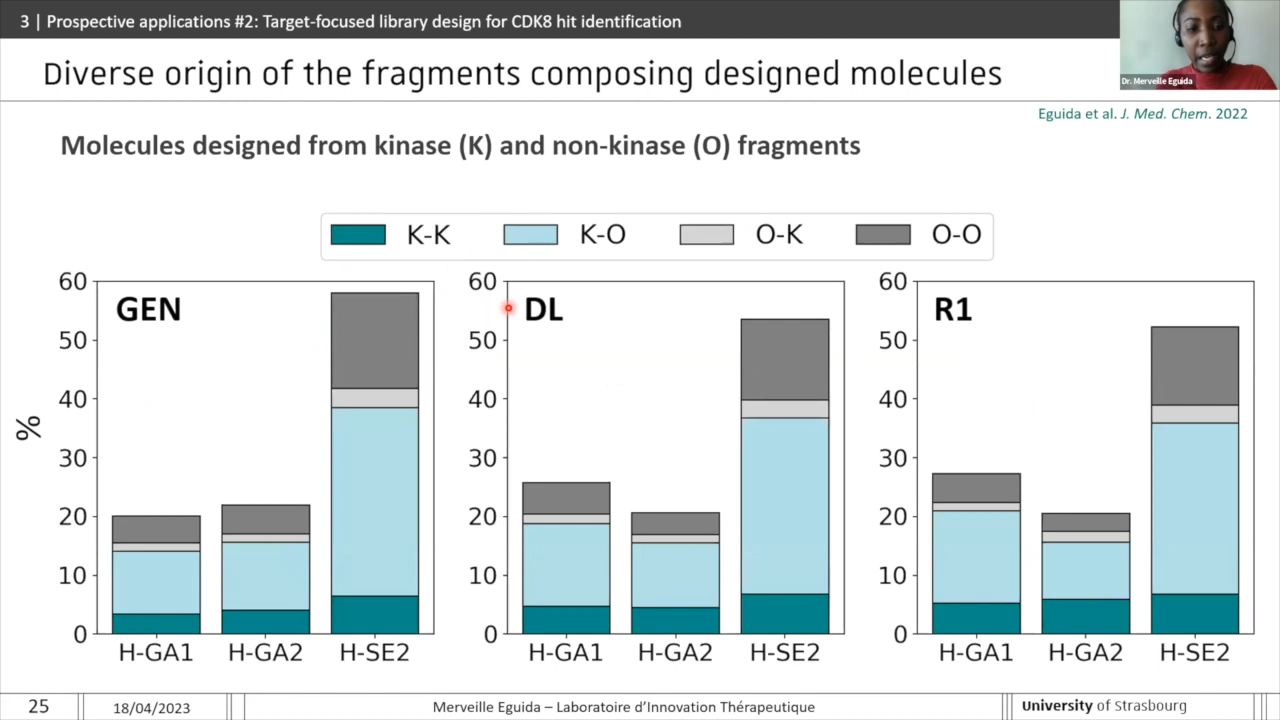 3 | Prospective applications #2: Target-focused library design for CDK8 hit identification
Dr. Merveille Eguida
Diverse origin of the fragments composing designed molecules
Eguida et al. J. Med. Chem. 2022
Molecules designed from kinase (K) and non-kinase (O) fragments
K-K K-O O-K O-O
%
GEN
60
50
40
30
20
10
0
H-GA1 H-GA2 H-SE2
DL
60
50
40
30
20
10
0
H-GA1 H-GA2 H-SE2
R1
60
50
40
30
20
10
0
H-GA1 H-GA2 H-SE2
25 18/04/2023 Merveille Eguida – Laboratoire d'Innovation Thérapeutique University of Strasbourg